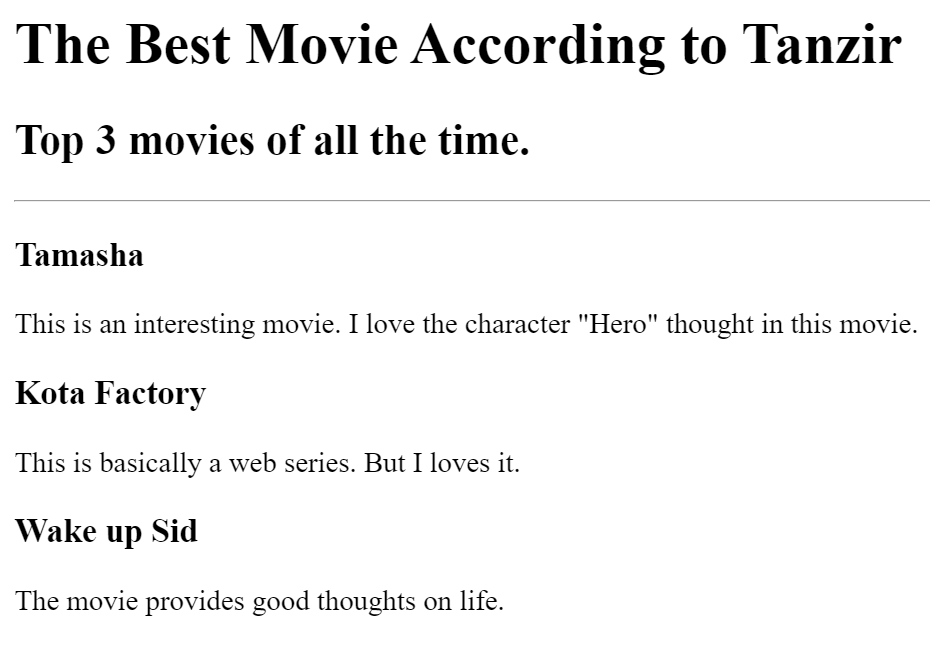 The Best Movie According to Tanzir
Top 3 movies of all the time.
Tamasha
This is an interesting movie. I love the character "Hero" thought in this movie.
Kota Factory
This is basically a web series. But I loves it.
Wake up Sid
The movie provides good thoughts on life.